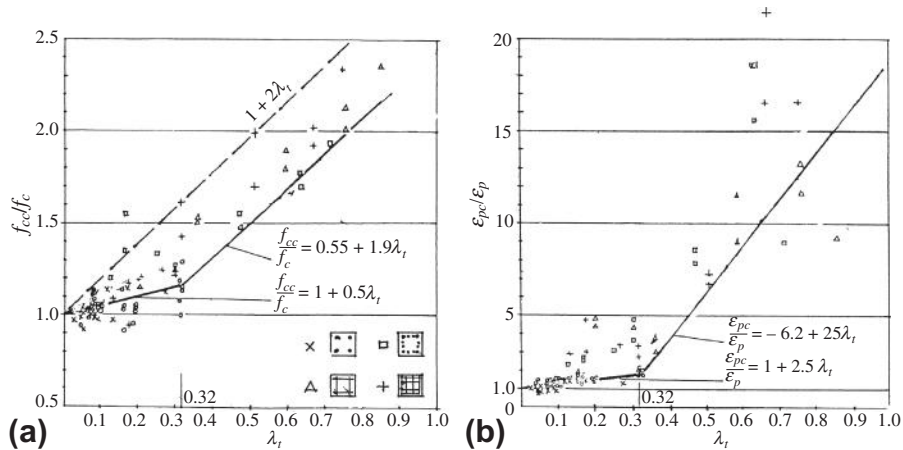 2.5
2.0
1.5
1.0
0.5
f_cc/f_c
1 + 2λ_t
f_cc/f_c = 0.55 + 1.9λ_t
f_cc/f_c = 1 + 0.5λ_t
0.32
0.1 0.2 0.3 0.4 0.5 0.6 0.7 0.8 0.9 1.0
λ_t
(a)
20
15
10
5
1.0
0
ε_pc/ε_p
ε_pc/ε_p = – 6.2 + 25λ_t
ε_pc/ε_p = 1 + 2.5 λ_t
0.32
0.1 0.2 0.3 0.4 0.5 0.6 0.7 0.8 0.9 1.0
λ_t
(b)